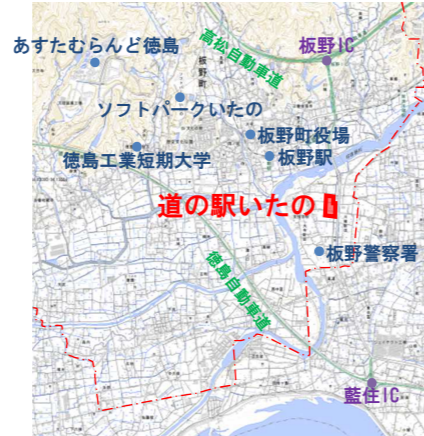 高松自動車道
板野IC
あすたむらんど徳島
板野町
ソフトパークいたの
板野町役場
板野駅
徳島工業短期大学
道の駅いたの
板野警察署
徳島自動車道
藍住IC